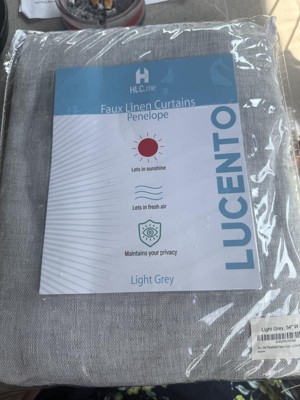 HLC.me
Faux Linen Curtains
Penelope
Lets in sunshine
Lets in fresh air
Maintains your privacy
Light Grey
LUCENTO
Light Grey, 54" W